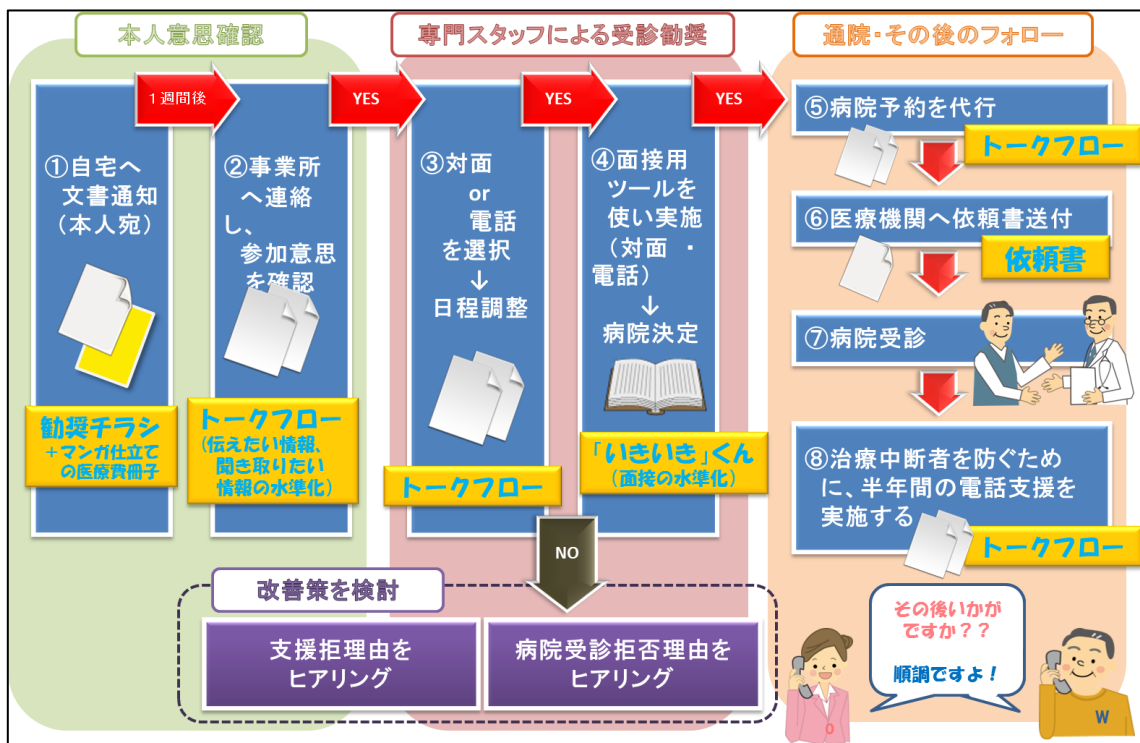 本人意思確認
専門スタッフによる受診勧奨
通院・その後のフォロー
1週間後
YES
YES
YES
①自宅へ
文書通知
(本人宛)
勧奨チラシ
+マンガ仕立て
の医療費冊子
②事業所
へ連絡
し、
参加意思
を確認
トークフロー
(伝えたい情報、
聞き取りたい
情報の水準化)
③対面
or
電話
を選択
↓
日程調整
トークフロー
④面接用
ツールを
使い実施
(対面 ・
電話)
↓
病院決定
「いきいき」くん
(面接の水準化)
⑤病院予約を代行
トークフロー
⑥医療機関へ依頼書送付
依頼書
⑦病院受診
⑧治療中断者を防ぐため
に、半年間の電話支援を
実施する
トークフロー
NO
改善策を検討
支援拒理由を
ヒアリング
病院受診拒否理由を
ヒアリング
その後いかが
ですか??
順調ですよ!
O
W